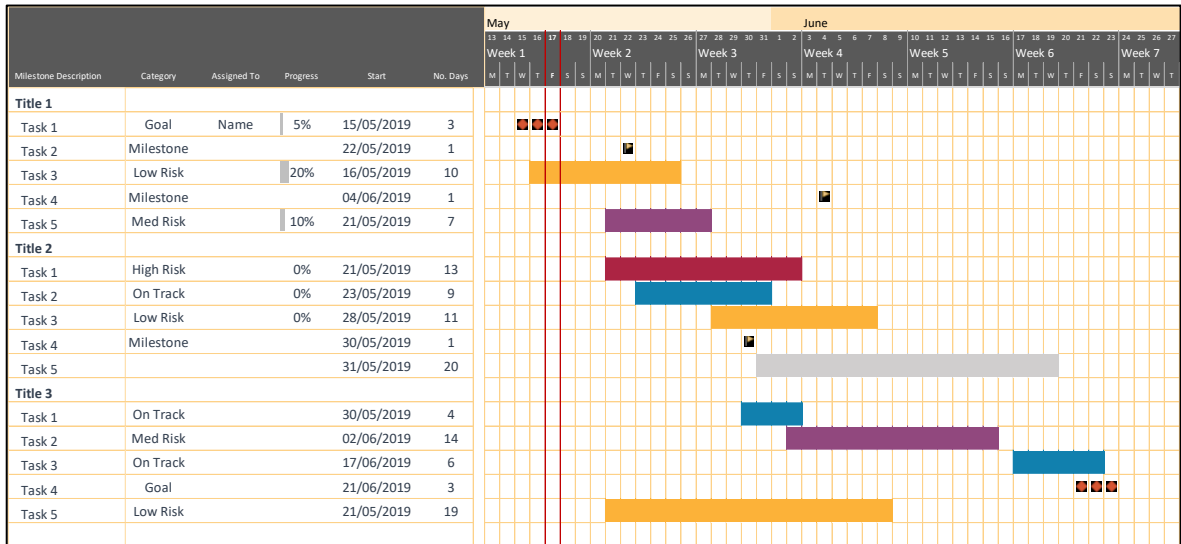 May June
13 14 15 16 17 18 19 20 21 22 23 24 25 26 27 28 29 30 31 1 2 3 4 5 6 7 8 9 10 11 12 13 14 15 16 17 18 19 20 21 22 23 24 25 26 27
Week 1 Week 2 Week 3 Week 4 Week 5 Week 6 Week 7
Milestone Description Category Assigned To Progress Start No. Days M T W T F S S M T W T F S S M T W T F S S M T W T F S S M T W T F S S M T W T F S S M T W T
Title 1
Task 1 Goal Name 5% 15/05/2019 3
Task 2 Milestone 22/05/2019 1
Task 3 Low Risk 20% 16/05/2019 10
Task 4 Milestone 04/06/2019 1
Task 5 Med Risk 10% 21/05/2019 7
Title 2
Task 1 High Risk 0% 21/05/2019 13
Task 2 On Track 0% 23/05/2019 9
Task 3 Low Risk 0% 28/05/2019 11
Task 4 Milestone 30/05/2019 1
Task 5 31/05/2019 20
Title 3
Task 1 On Track 30/05/2019 4
Task 2 Med Risk 02/06/2019 14
Task 3 On Track 17/06/2019 6
Task 4 Goal 21/06/2019 3
Task 5 Low Risk 21/05/2019 19